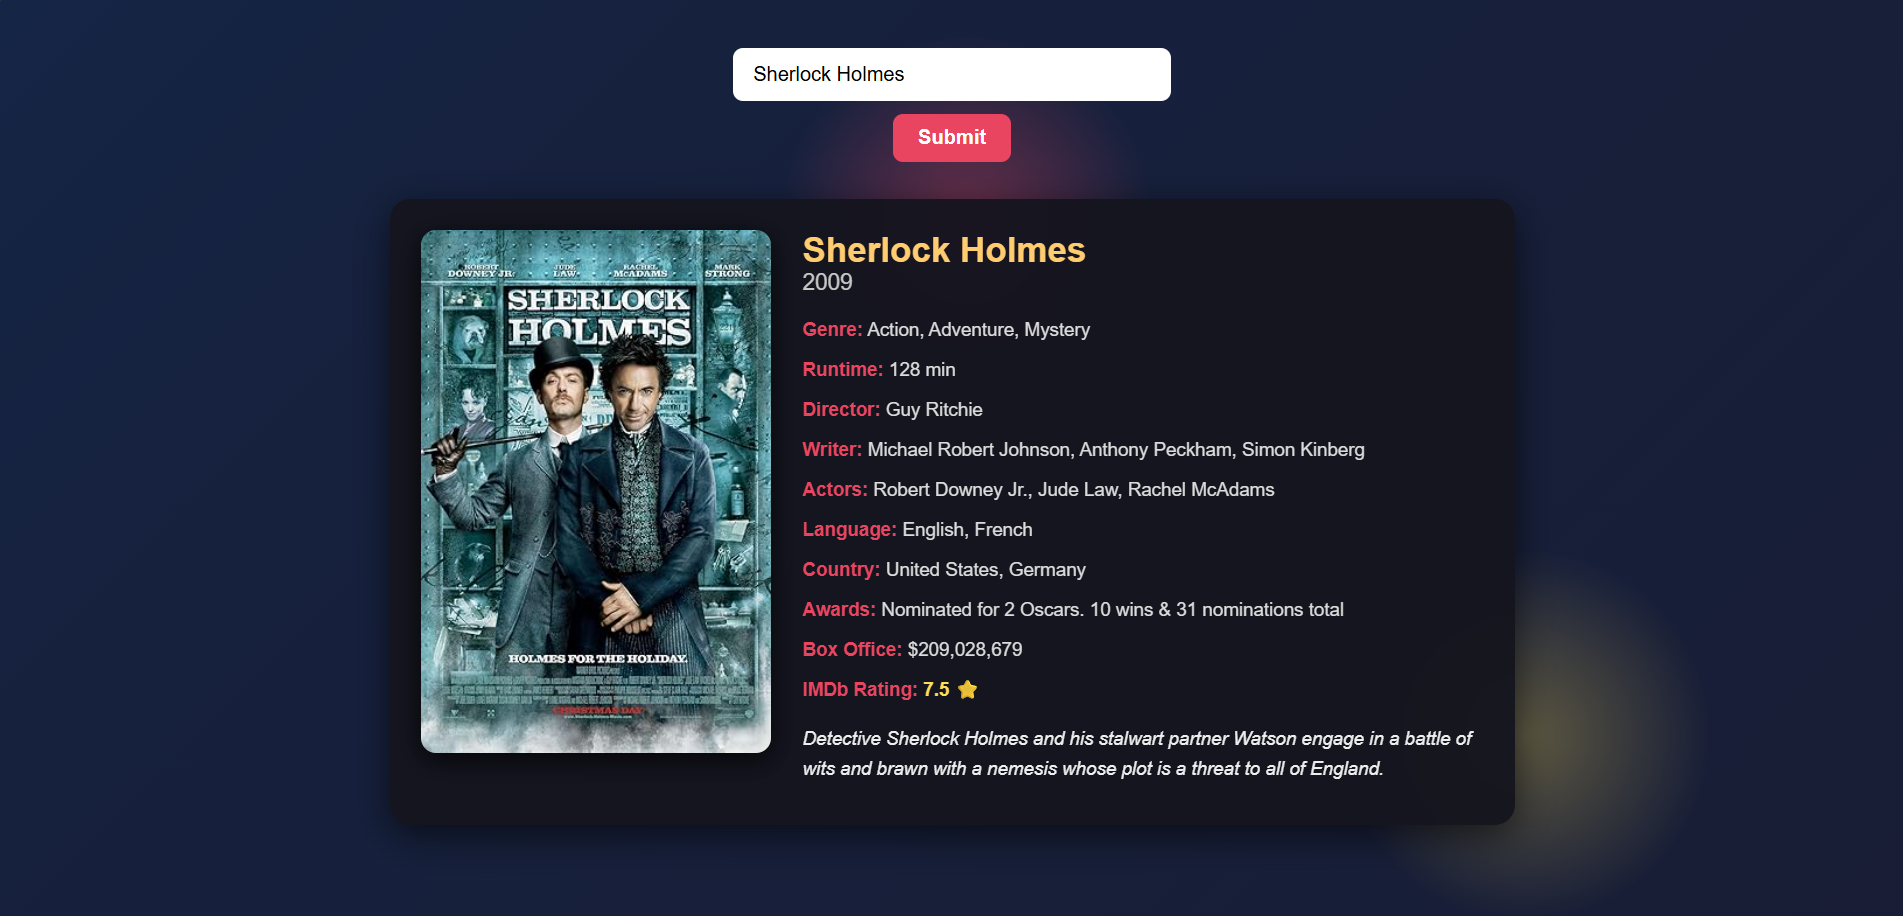 Sherlock Holmes
Submit
ROBERT DOWNEY JR.
JUDE LAW
RACHEL McADAMS
MARK STRONG
SHERLOCK
HOLMES
HOLMES FOR THE HOLIDAY.
CHRISTMAS DAY
Sherlock Holmes
2009
Genre: Action, Adventure, Mystery
Runtime: 128 min
Director: Guy Ritchie
Writer: Michael Robert Johnson, Anthony Peckham, Simon Kinberg
Actors: Robert Downey Jr., Jude Law, Rachel McAdams
Language: English, French
Country: United States, Germany
Awards: Nominated for 2 Oscars. 10 wins & 31 nominations total
Box Office: $209,028,679
IMDb Rating: 7.5 ⭐
Detective Sherlock Holmes and his stalwart partner Watson engage in a battle of
wits and brawn with a nemesis whose plot is a threat to all of England.